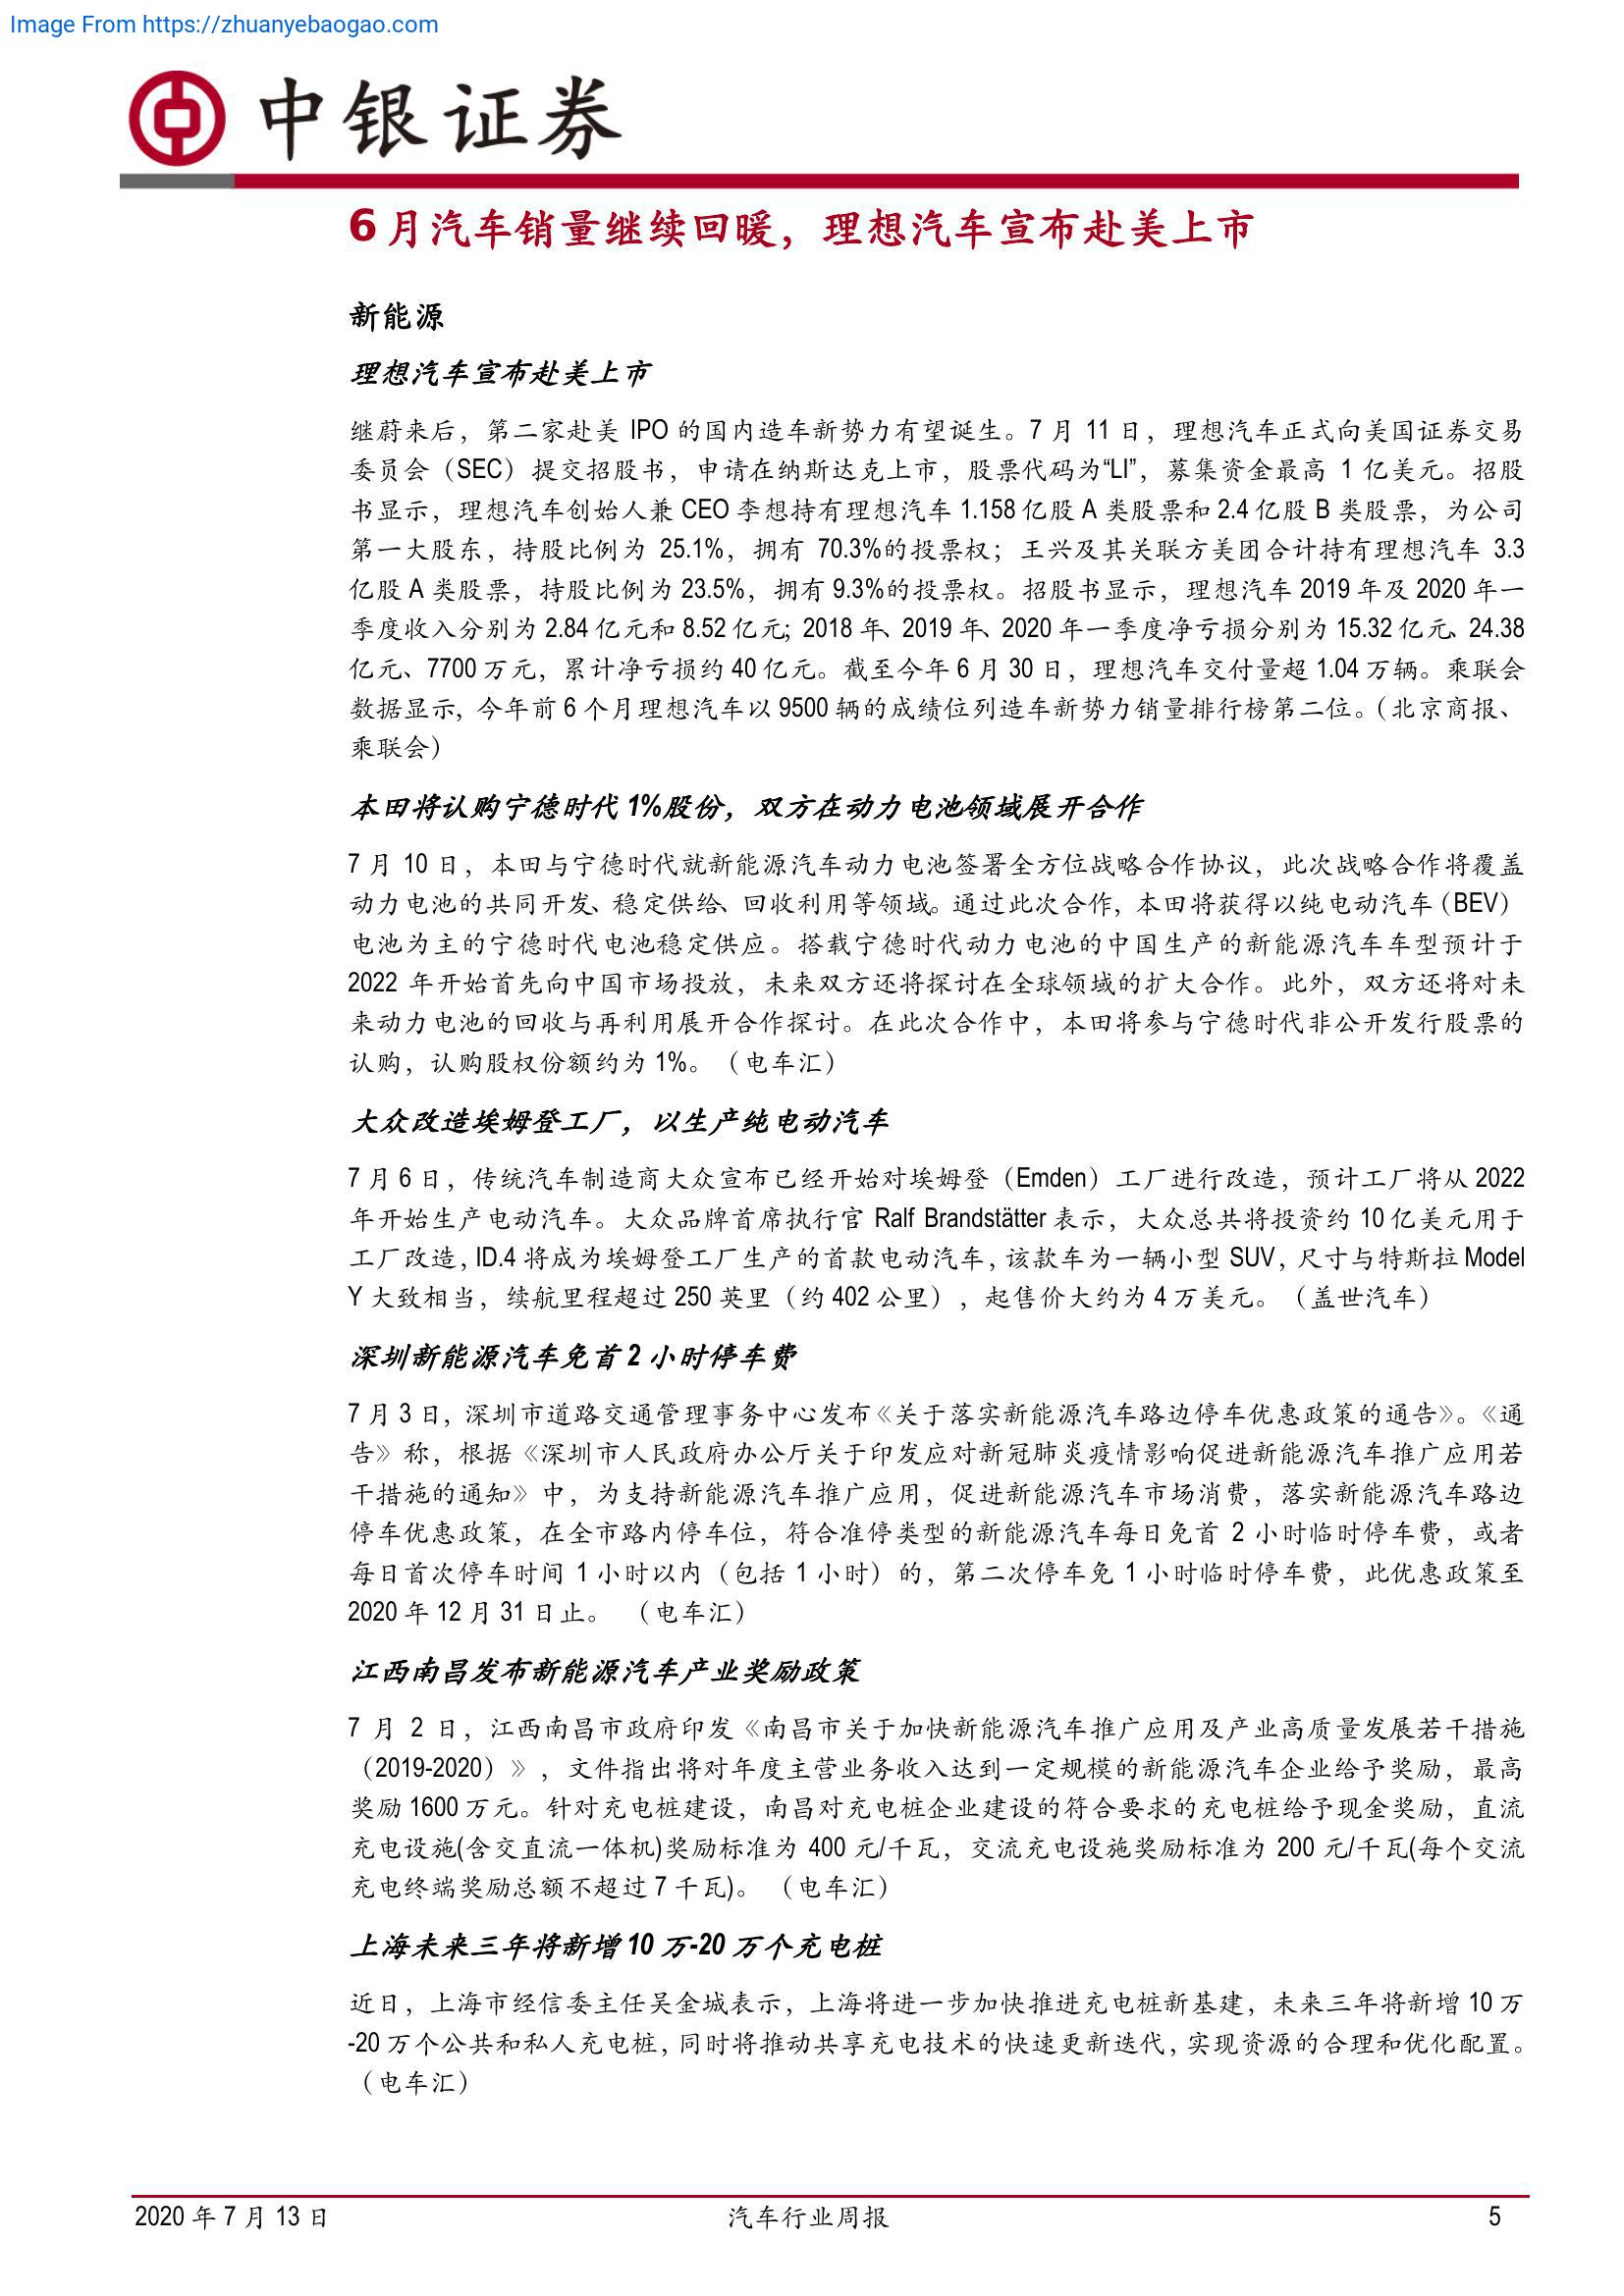 Image From https://zhuanyebaogao.com
中银证券
6月汽车销量继续回暖，理想汽车宣布赴美上市
新能源
理想汽车宣布赴美上市
继蔚来后，第二家赴美 IPO 的国内造车新势力有望诞生。7 月 11 日，理想汽车正式向美国证券交易
委员会（SEC）提交招股书，申请在纳斯达克上市，股票代码为“LI”，募集资金最高 1 亿美元。招股
书显示，理想汽车创始人兼 CEO 李想持有理想汽车 1.158 亿股 A 类股票和 2.4 亿股 B 类股票，为公司
第一大股东，持股比例为 25.1%，拥有 70.3%的投票权；王兴及其关联方美团合计持有理想汽车 3.3
亿股 A 类股票，持股比例为 23.5%，拥有 9.3%的投票权。招股书显示，理想汽车 2019 年及 2020 年一
季度收入分别为 2.84 亿元和 8.52 亿元；2018 年、2019 年、2020 年一季度净亏损分别为 15.32 亿元、24.38
亿元、7700 万元，累计净亏损约 40 亿元。截至今年 6 月 30 日，理想汽车交付量超 1.04 万辆。乘联会
数据显示，今年前 6 个月理想汽车以 9500 辆的成绩位列造车新势力销量排行榜第二位。（北京商报、
乘联会）
本田将认购宁德时代 1%股份，双方在动力电池领域展开合作
7 月 10 日，本田与宁德时代就新能源汽车动力电池签署全方位战略合作协议，此次战略合作将覆盖
动力电池的共同开发、稳定供给、回收利用等领域。通过此次合作，本田将获得以纯电动汽车（BEV）
电池为主的宁德时代电池稳定供应。搭载宁德时代动力电池的中国生产的新能源汽车车型预计于
2022 年开始首先向中国市场投放，未来双方还将探讨在全球领域的扩大合作。此外，双方还将对未
来动力电池的回收与再利用展开合作探讨。在此次合作中，本田将参与宁德时代非公开发行股票的
认购，认购股权份额约为 1%。（电车汇）
大众改造埃姆登工厂，以生产纯电动汽车
7 月 6 日，传统汽车制造商大众宣布已经开始对埃姆登（Emden）工厂进行改造，预计工厂将从 2022
年开始生产电动汽车。大众品牌首席执行官 Ralf Brandstätter 表示，大众总共将投资约 10 亿美元用于
工厂改造，ID.4 将成为埃姆登工厂生产的首款电动汽车，该款车为一辆小型 SUV，尺寸与特斯拉 Model
Y 大致相当，续航里程超过 250 英里（约 402 公里），起售价大约为 4 万美元。（盖世汽车）
深圳新能源汽车免首 2 小时停车费
7 月 3 日，深圳市道路交通管理事务中心发布《关于落实新能源汽车路边停车优惠政策的通告》。《通
告》称，根据《深圳市人民政府办公厅关于印发应对新冠肺炎疫情影响促进新能源汽车推广应用若
干措施的通知》中，为支持新能源汽车推广应用，促进新能源汽车市场消费，落实新能源汽车路边
停车优惠政策，在全市路内停车位，符合准停类型的新能源汽车每日免首 2 小时临时停车费，或者
每日首次停车时间 1 小时以内（包括 1 小时）的，第二次停车免 1 小时临时停车费，此优惠政策至
2020 年 12 月 31 日止。（电车汇）
江西南昌发布新能源汽车产业奖励政策
7 月 2 日，江西南昌市政府印发《南昌市关于加快新能源汽车推广应用及产业高质量发展若干措施
（2019-2020）》，文件指出将对年度主营业务收入达到一定规模的新能源汽车企业给予奖励，最高
奖励 1600 万元。针对充电桩建设，南昌对充电桩企业建设的符合要求的充电桩给予现金奖励，直流
充电设施(含交直流一体机)奖励标准为 400 元/千瓦，交流充电设施奖励标准为 200 元/千瓦(每个交流
充电终端奖励总额不超过 7 千瓦)。（电车汇）
上海未来三年将新增 10 万-20 万个充电桩
近日，上海市经信委主任吴金城表示，上海将进一步加快推进充电桩新基建，未来三年将新增 10 万
-20 万个公共和私人充电桩，同时将推动共享充电技术的快速更新迭代，实现资源的合理和优化配置。
（电车汇）
2020 年 7 月 13 日 汽车行业周报 5